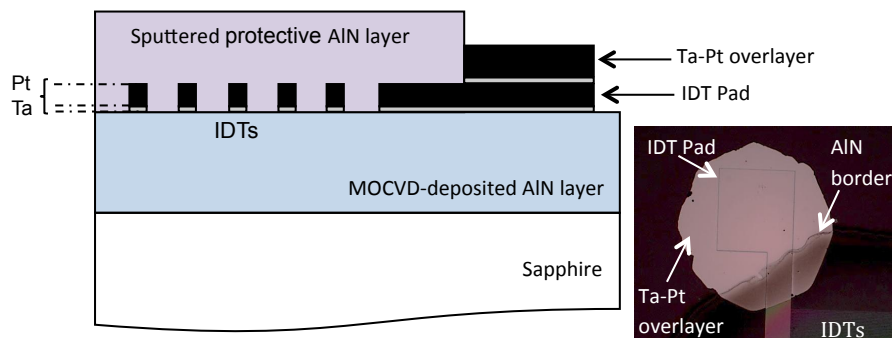 Sputtered protective AlN layer
Ta-Pt overlayer
Pt
Ta
IDT Pad
IDTs
MOCVD-deposited AlN layer
Sapphire
IDT Pad
AlN
border
Ta-Pt
overlayer
IDTs